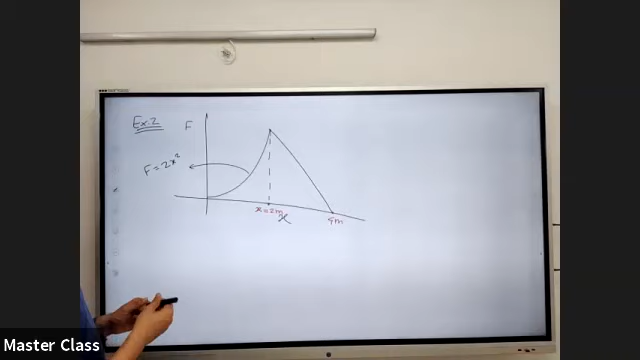 Ex.2
F
F = 2x²
x = 2m
4m
x
Master Class